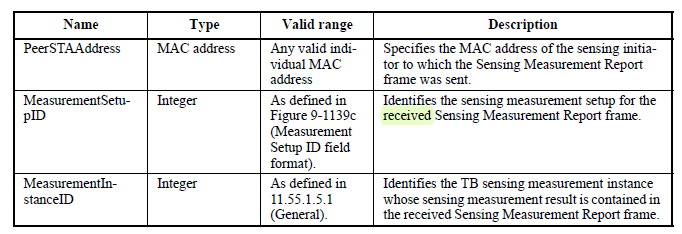 Name Type Valid range Description
PeerSTAAddress MAC address Any valid indi- Specifies the MAC address of the sensing initia-
vidual MAC tor to which the Sensing Measurement Report
address frame was sent.
MeasurementSetu- Integer As defined in Identifies the sensing measurement setup for the
pID Figure 9-1139c received Sensing Measurement Report frame.
(Measurement
Setup ID field
format).
MeasurementIn- Integer As defined in Identifies the TB sensing measurement instance
stanceID 11.55.1.5.1 whose sensing measurement result is contained in
(General). the received Sensing Measurement Report frame.